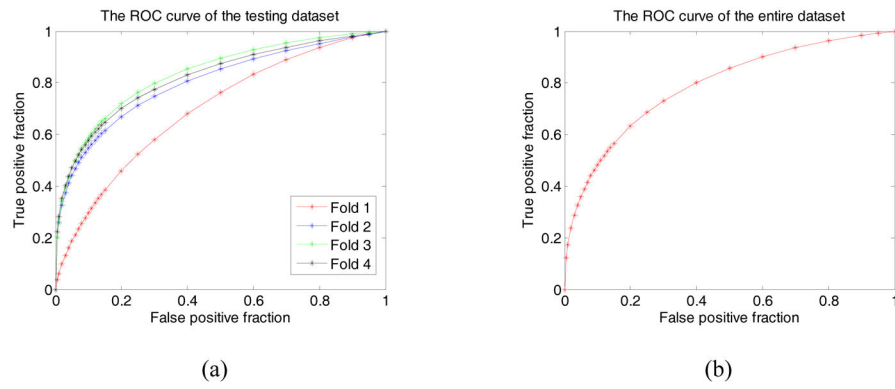 The ROC curve of the testing dataset
1
0.8
0.6
0.4
0.2
0
True positive fraction
0
0.2
0.4
0.6
0.8
1
False positive fraction
Fold 1
Fold 2
Fold 3
Fold 4
(a)
The ROC curve of the entire dataset
1
0.8
0.6
0.4
0.2
0
True positive fraction
0
0.2
0.4
0.6
0.8
1
False positive fraction
(b)